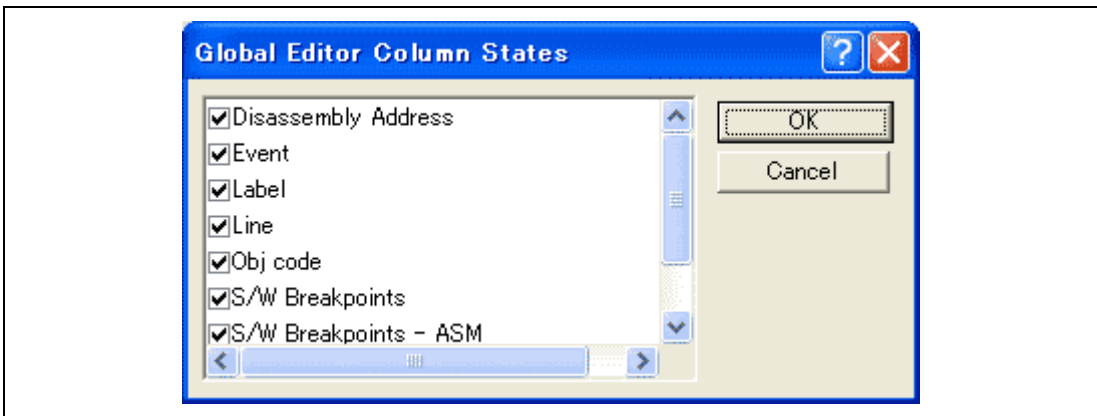 Global Editor Column States
Disassembly Address
Event
Label
Line
Obj code
S/W Breakpoints
S/W Breakpoints - ASM
OK
Cancel